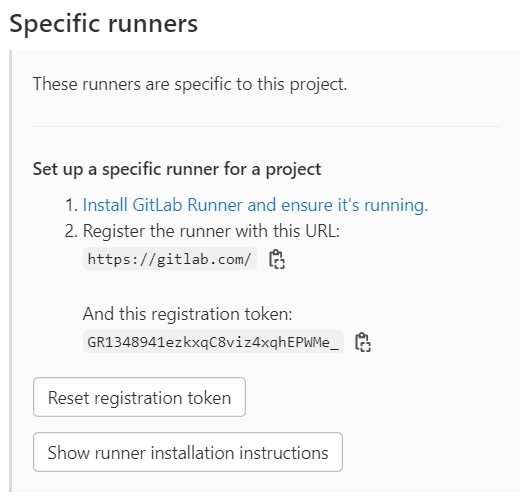 Specific runners
These runners are specific to this project.
Set up a specific runner for a project
1. Install GitLab Runner and ensure it's running.
2. Register the runner with this URL:
https://gitlab.com/
And this registration token:
GR1348941ezkxqC8viz4xqhEPWMe_
Reset registration token
Show runner installation instructions